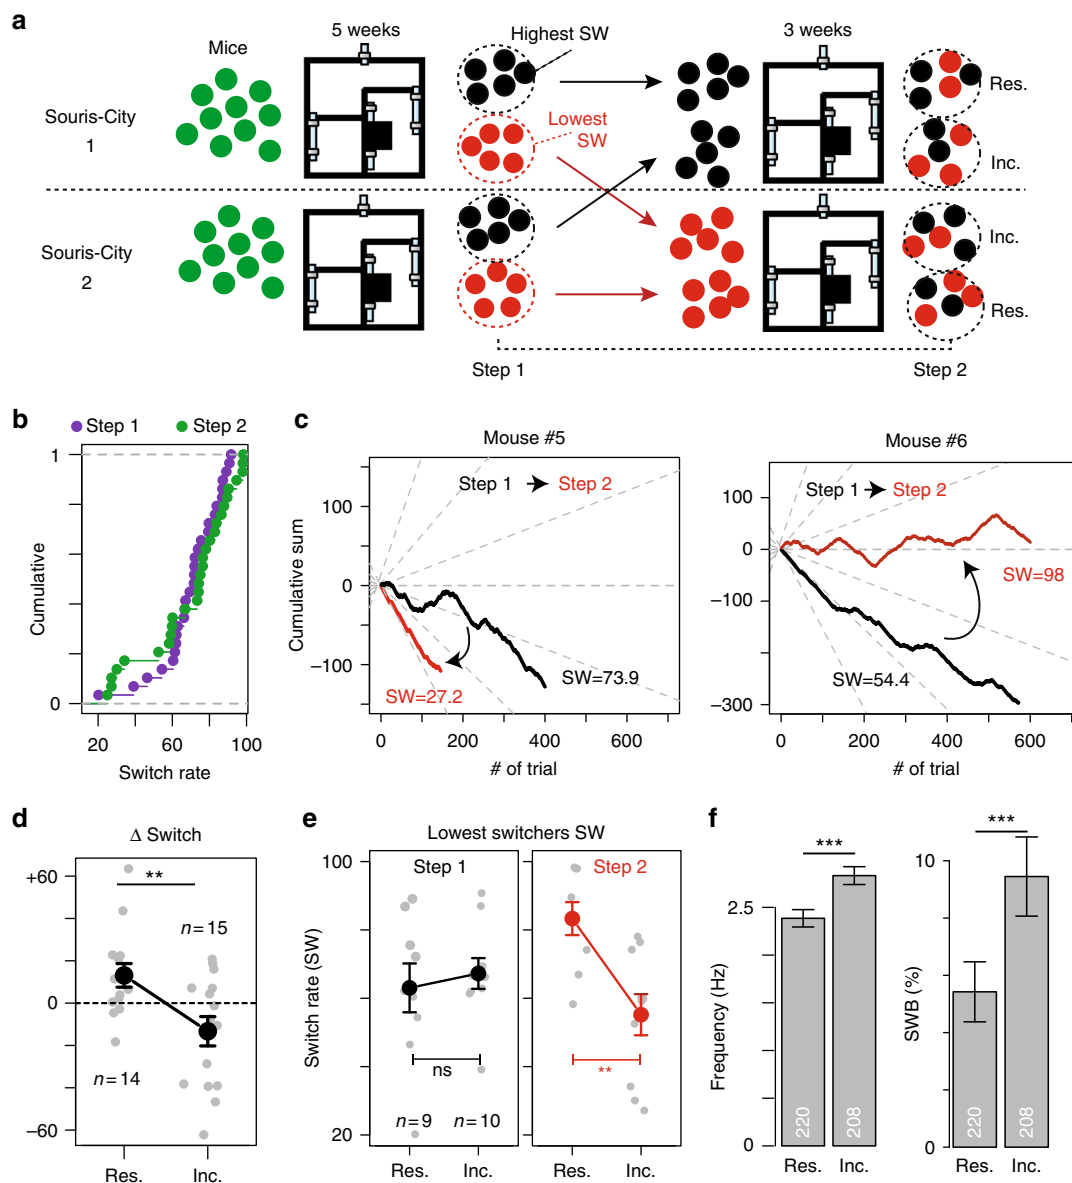 a
Mice
5 weeks
Highest SW
3 weeks
Souris-City
1
Lowest
SW
Res.
Inc.
Souris-City
2
Inc.
Res.
Step 1
Step 2
b
Step 1
Step 2
1
0
Cumulative
20
60
100
Switch rate
c
Mouse #5
Step 1
Step 2
100
0
−100
Cumulative sum
SW=27.2
SW=73.9
0
200
400
600
# of trial
Mouse #6
Step 1
Step 2
100
0
−100
−300
SW=98
SW=54.4
0
200
400
600
# of trial
d
Δ Switch
+60
0
−60
**
n=15
n=14
Res.
Inc.
e
Lowest switchers SW
Step 1
Step 2
100
20
Switch rate (SW)
ns
**
n=9
n=10
Res.
Inc.
Res.
Inc.
f
***
2.5
0
Frequency (Hz)
220
208
Res.
Inc.
***
10
0
SWB (%)
220
208
Res.
Inc.